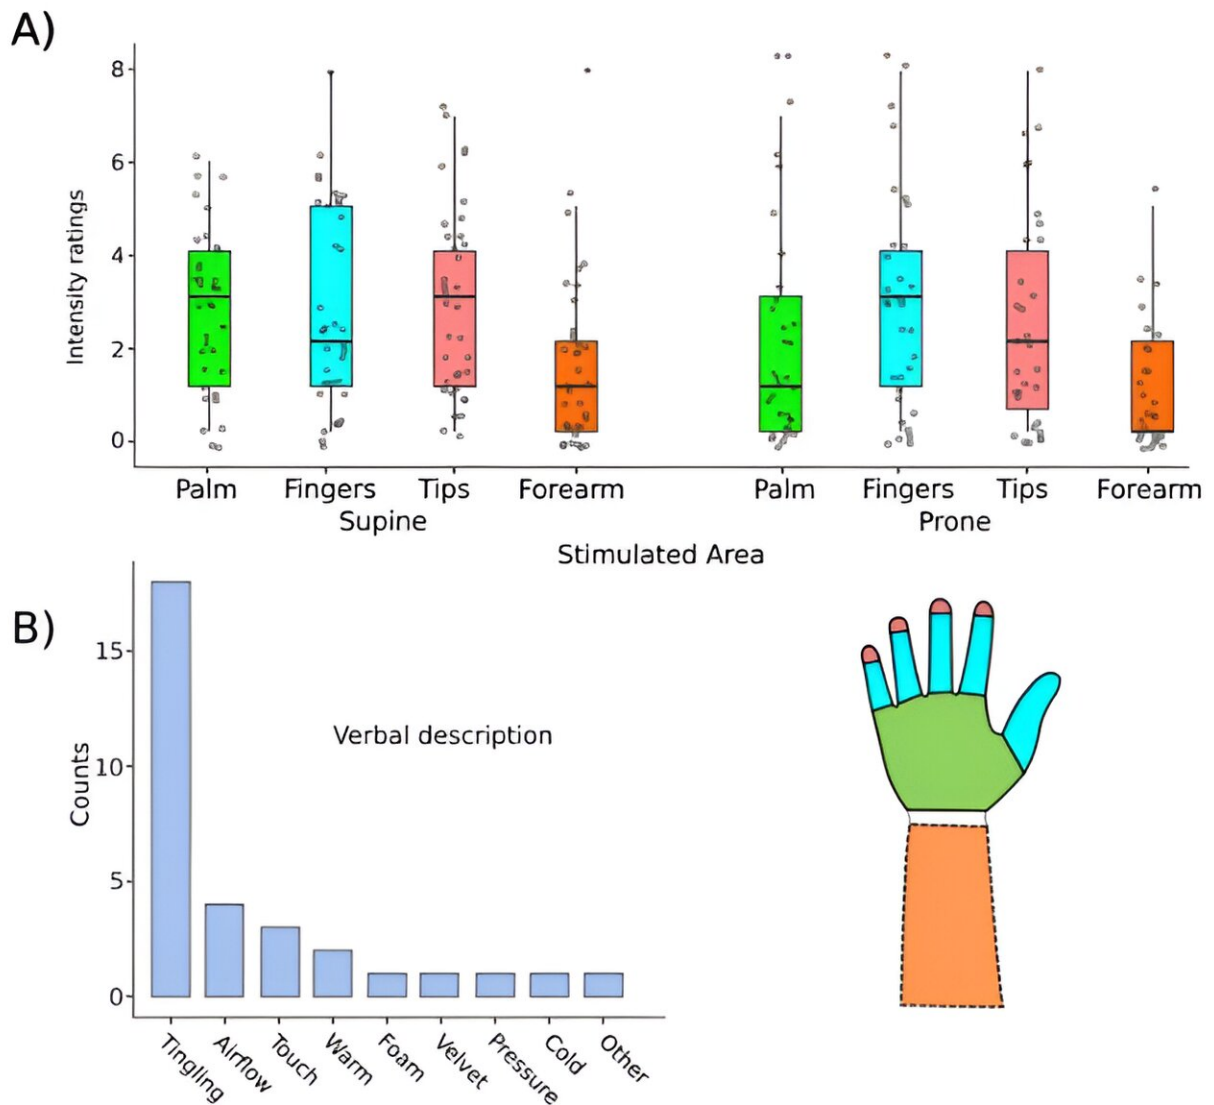 A)
8
6
4
2
0
Intensity ratings
Palm Fingers Tips Forearm Palm Fingers Tips Forearm
Supine Prone
Stimulated Area
B)
15
10
5
0
Counts
Verbal description
Tingling Airflow Touch Warm Foam Velvet Pressure Cold Other